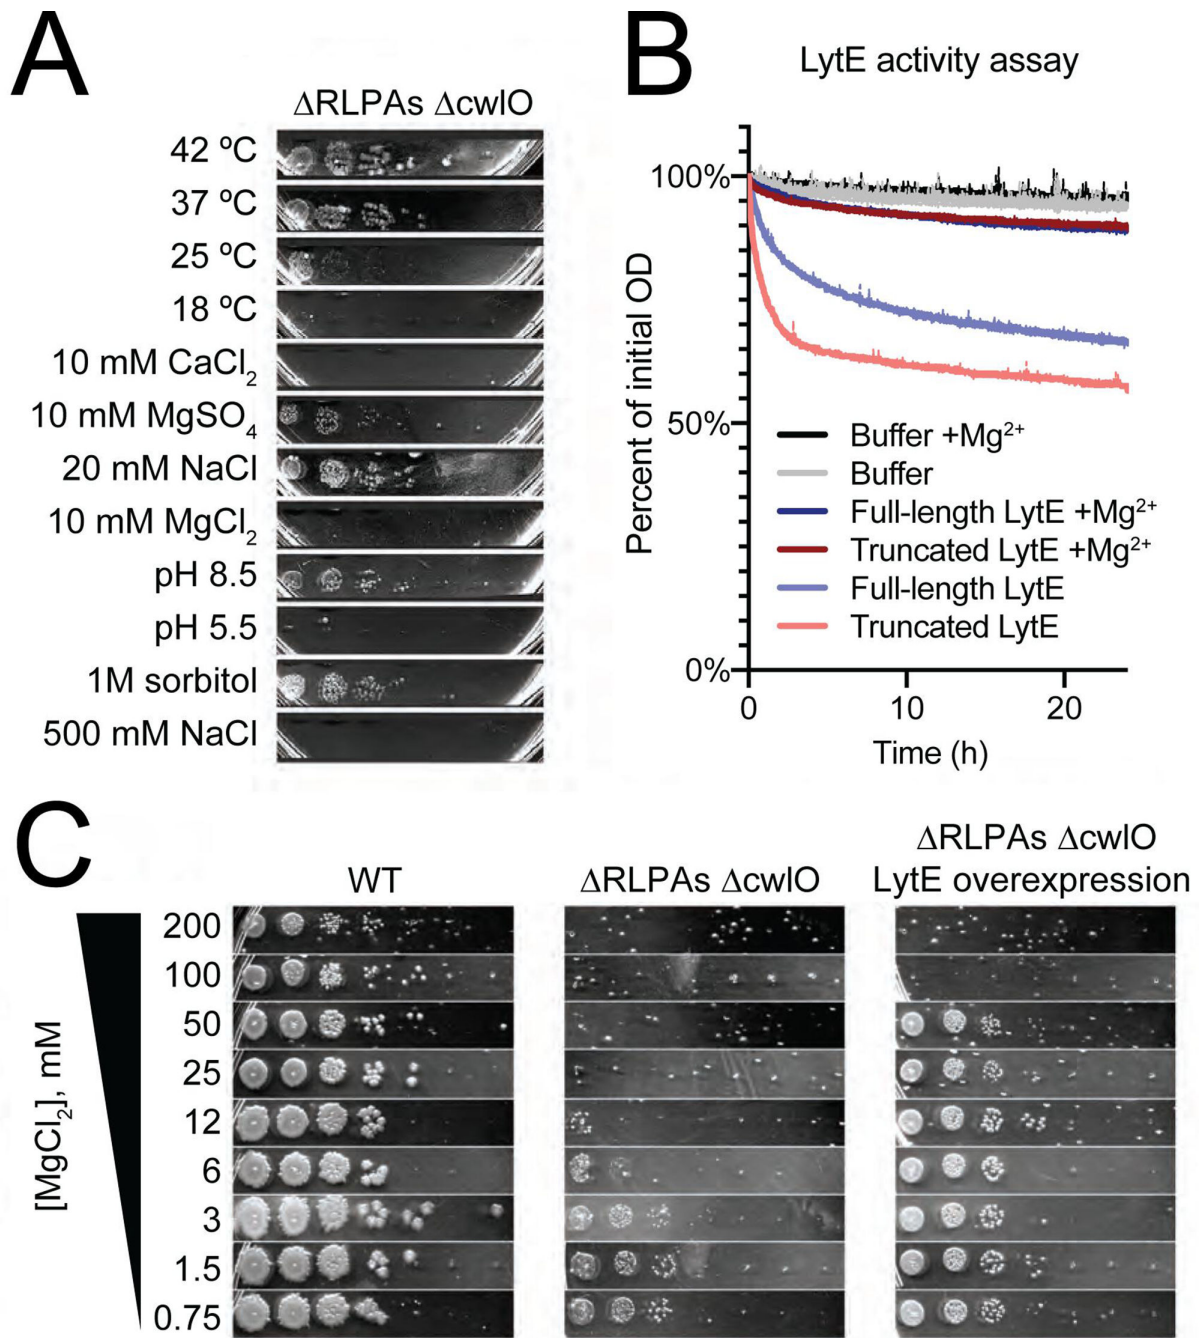 A
ΔRLPAs ΔcwlO
42 ºC
37 ºC
25 ºC
18 ºC
10 mM CaCl₂
10 mM MgSO₄
20 mM NaCl
10 mM MgCl₂
pH 8.5
pH 5.5
1M sorbitol
500 mM NaCl
B
LytE activity assay
Percent of initial OD
100%
50%
0%
Buffer +Mg²⁺
Buffer
Full-length LytE +Mg²⁺
Truncated LytE +Mg²⁺
Full-length LytE
Truncated LytE
0
10
20
Time (h)
C
WT
ΔRLPAs ΔcwlO
ΔRLPAs ΔcwlO
LytE overexpression
[MgCl₂], mM
200
100
50
25
12
6
3
1.5
0.75